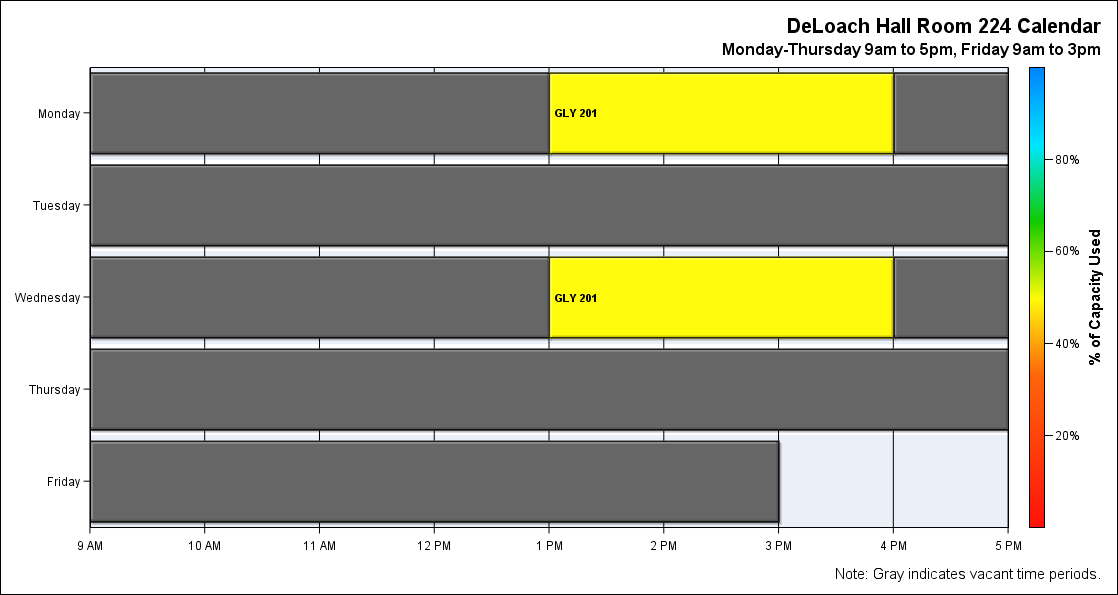 DeLoach Hall Room 224 Calendar
Monday-Thursday 9am to 5pm, Friday 9am to 3pm
Monday
GLY 201
80%
Tuesday
60%
Wednesday
GLY 201
40%
Thursday
20%
Friday
% of Capacity Used
9 AM 10 AM 11 AM 12 PM 1 PM 2 PM 3 PM 4 PM 5 PM
Note: Gray indicates vacant time periods.